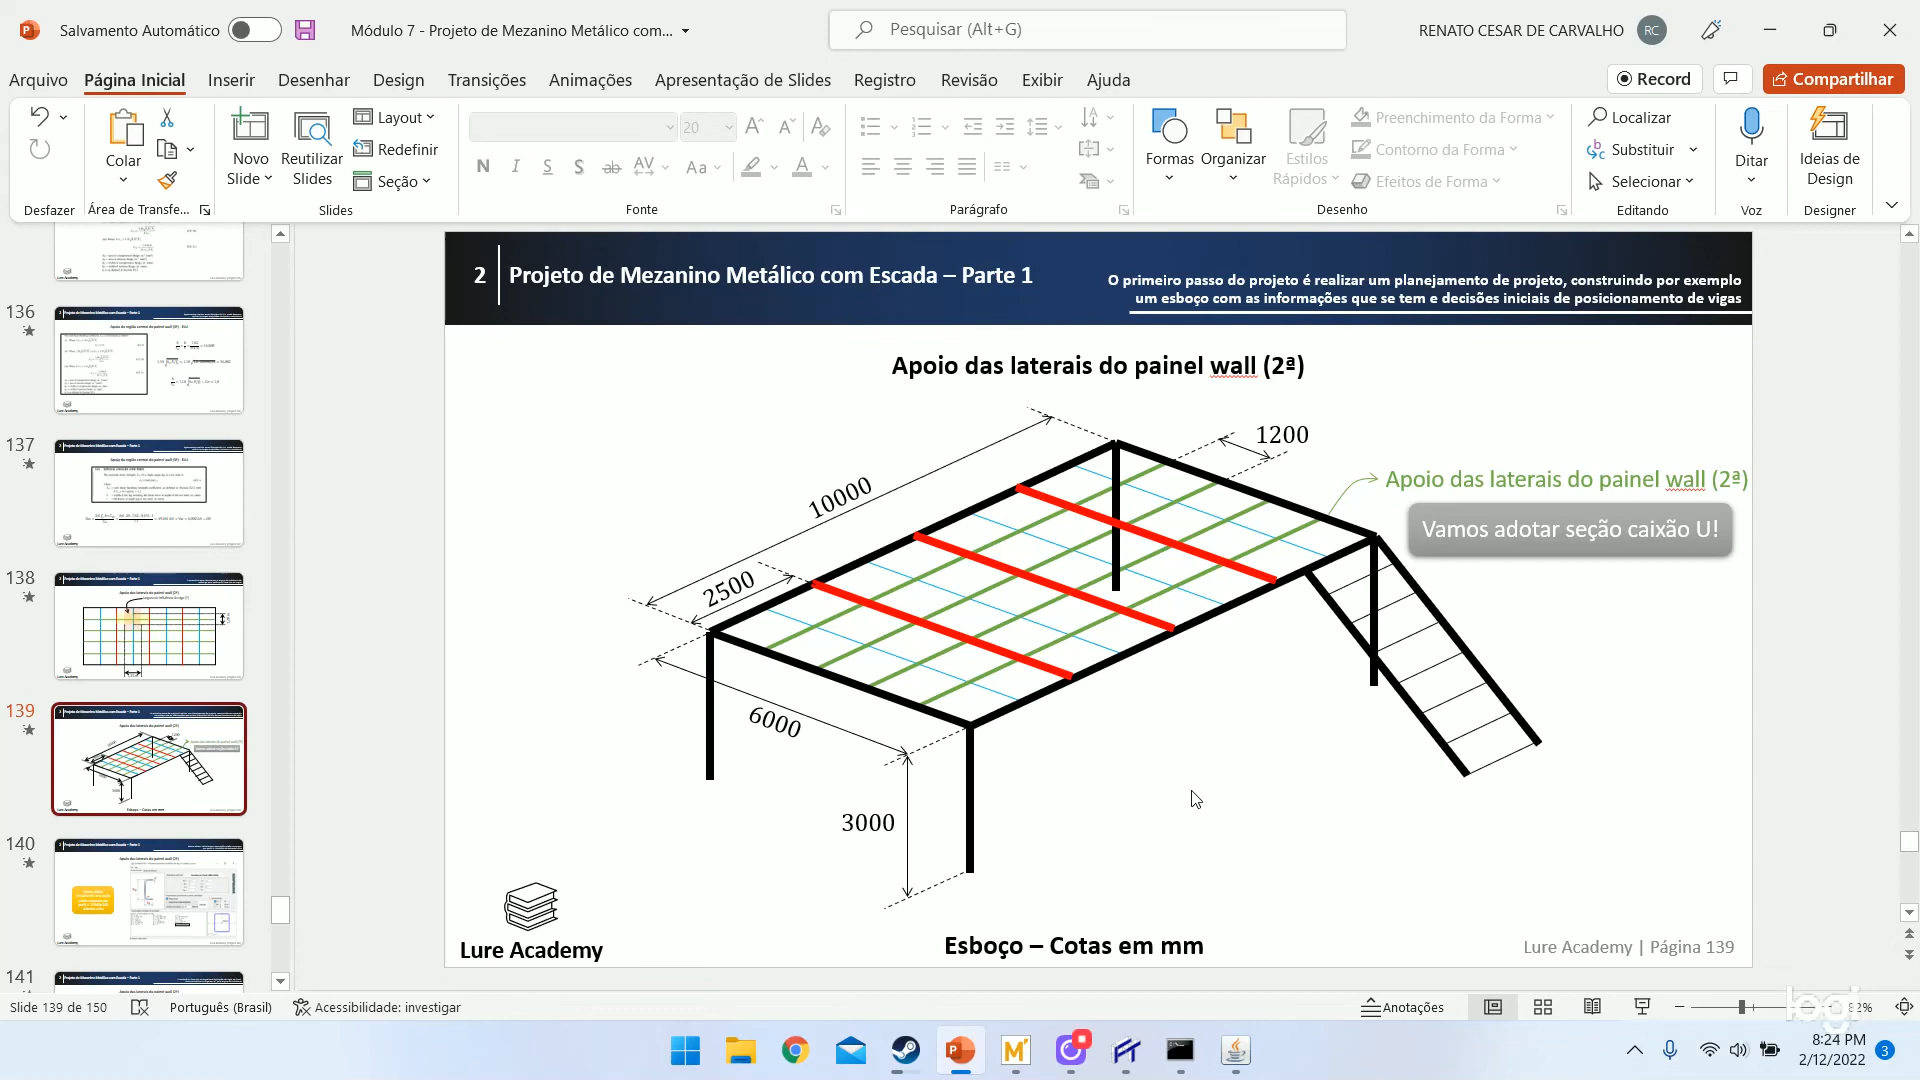 Salvamento Automático
Módulo 7 - Projeto de Mezanino Metálico com...
Pesquisar (Alt+G)
RENATO CESAR DE CARVALHO
RC
Arquivo
Página Inicial
Inserir
Desenhar
Design
Transições
Animações
Apresentação de Slides
Registro
Revisão
Exibir
Ajuda
Record
Compartilhar
Colar
Novo
Slide
Reutilizar
Slides
Layout
Redefinir
Seção
20
N I S S ab AV Aa A
Formas
Organizar
Estilos
Rápidos
Preenchimento da Forma
Contorno da Forma
Efeitos de Forma
Localizar
Substituir
Selecionar
Ditar
Ideias de
Design
Desfazer
Área de Transfe...
Slides
Fonte
Parágrafo
Desenho
Editando
Voz
Designer
136
137
138
139
140
141
2
Projeto de Mezanino Metálico com Escada – Parte 1
O primeiro passo do projeto é realizar um planejamento de projeto, construindo por exemplo
um esboço com as informações que se tem e decisões iniciais de posicionamento de vigas
Apoio das laterais do painel wall (2ª)
1200
10000
2500
6000
3000
Apoio das laterais do painel wall (2ª)
Vamos adotar seção caixão U!
Lure Academy
Esboço – Cotas em mm
Lure Academy | Página 139
Slide 139 de 150
Português (Brasil)
Acessibilidade: investigar
Anotações
82%
logi
8:24 PM
2/12/2022
3